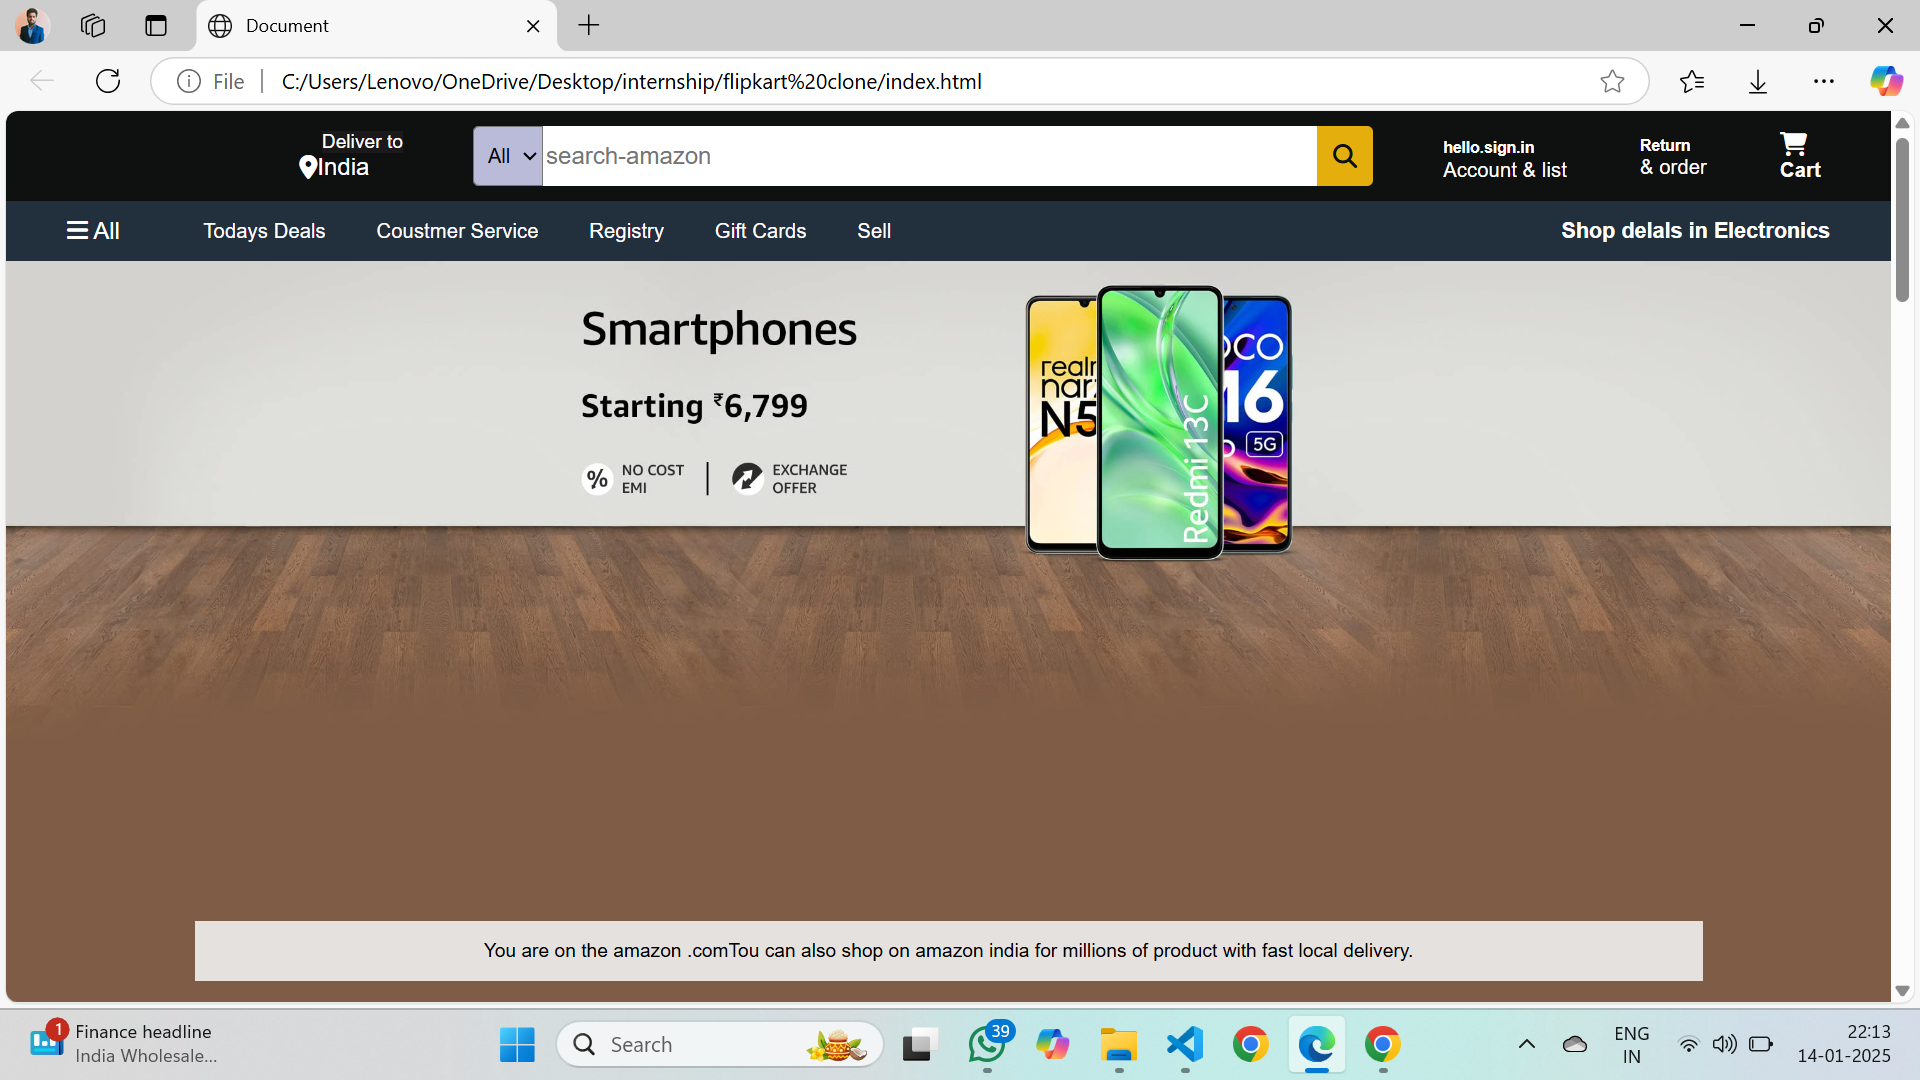 Document
File
C:/Users/Lenovo/OneDrive/Desktop/internship/flipkart%20clone/index.html
Deliver to
India
All
search-amazon
hello.sign.in
Account & list
Return
& order
Cart
All
Todays Deals
Coustmer Service
Registry
Gift Cards
Sell
Shop delals in Electronics
Smartphones
Starting ₹6,799
% NO COST
EMI
EXCHANGE
OFFER
N5
Redmi 13C
16
5G
You are on the amazon .comTou can also shop on amazon india for millions of product with fast local delivery.
1
Finance headline
India Wholesale...
Search
39
ENG
IN
22:13
14-01-2025